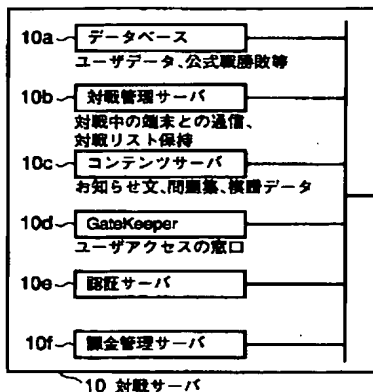 10a データベース
ユーザデータ、公式戦勝敗等
10b 対戦管理サーバ
対戦中の端末との通信、
対戦リスト保持
10c コンテンツサーバ
お知らせ文、問題集、棋譜データ
10d GateKeeper
ユーザアクセスの窓口
10e 認証サーバ
10f 課金管理サーバ
10 対戦サーバ